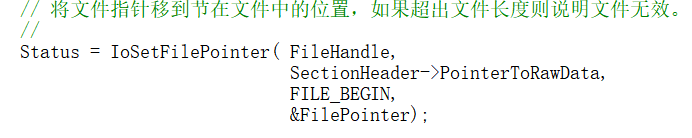 // 将文件指针移到节在文件中的位置，如果超出文件长度则说明文件无效。
//
Status = IoSetFilePointer( FileHandle,
SectionHeader->PointerToRawData,
FILE_BEGIN,
&FilePointer);